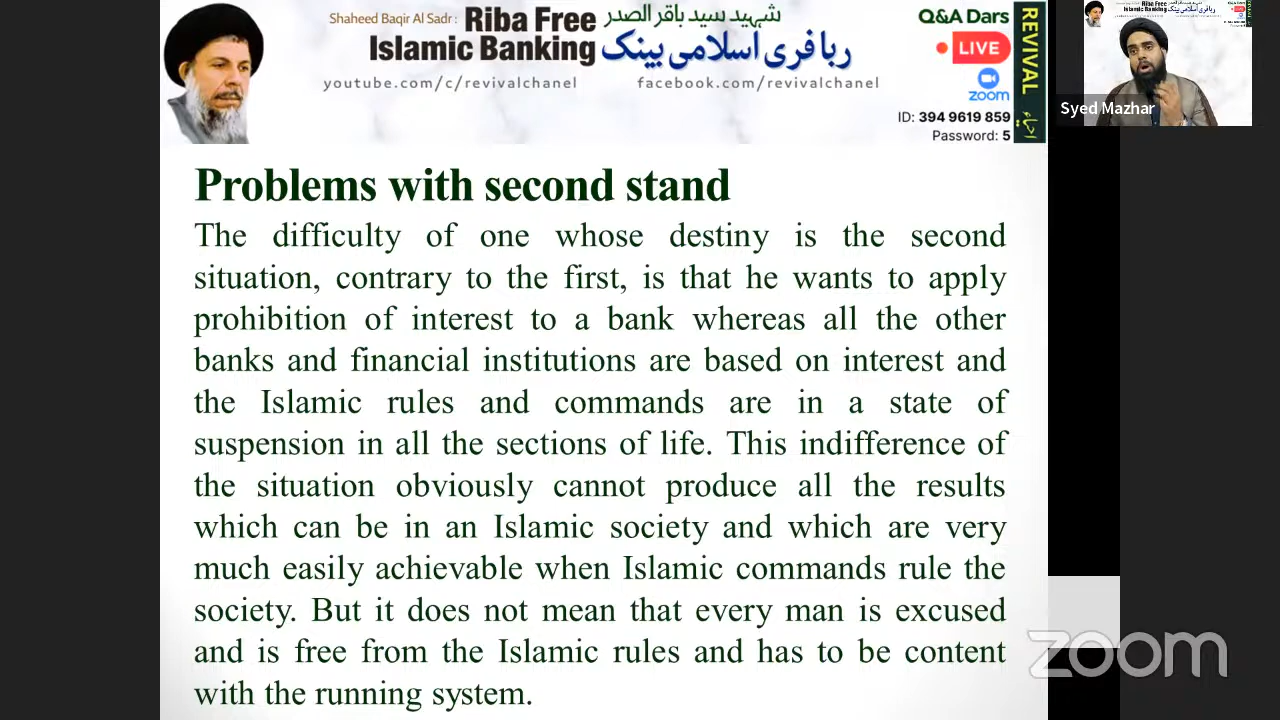 Shaheed Baqir Al Sadr : Riba Free شہید سید باقر الصدر
Islamic Banking ربا فری اسلامی بینک
youtube.com/c/revivalchanel facebook.com/revivalchanel
Q&A Dars
LIVE
zoom
ID: 394 9619 859
Password: 5
REVIVAL احیاء
Syed Mazhar
Problems with second stand
The difficulty of one whose destiny is the second
situation, contrary to the first, is that he wants to apply
prohibition of interest to a bank whereas all the other
banks and financial institutions are based on interest and
the Islamic rules and commands are in a state of
suspension in all the sections of life. This indifference of
the situation obviously cannot produce all the results
which can be in an Islamic society and which are very
much easily achievable when Islamic commands rule the
society. But it does not mean that every man is excused
and is free from the Islamic rules and has to be content
with the running system.
zoom